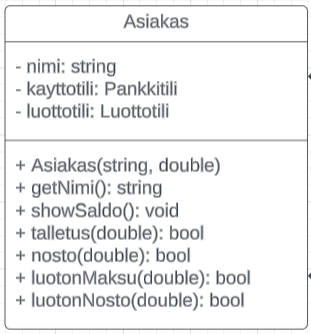 Asiakas
- nimi: string
- kayttotili: Pankkitili
- luottotili: Luottotili
+ Asiakas(string, double)
+ getNimi(): string
+ showSaldo(): void
+ talletus(double): bool
+ nosto(double): bool
+ luotonMaksu(double): bool
+ luotonNosto(double): bool